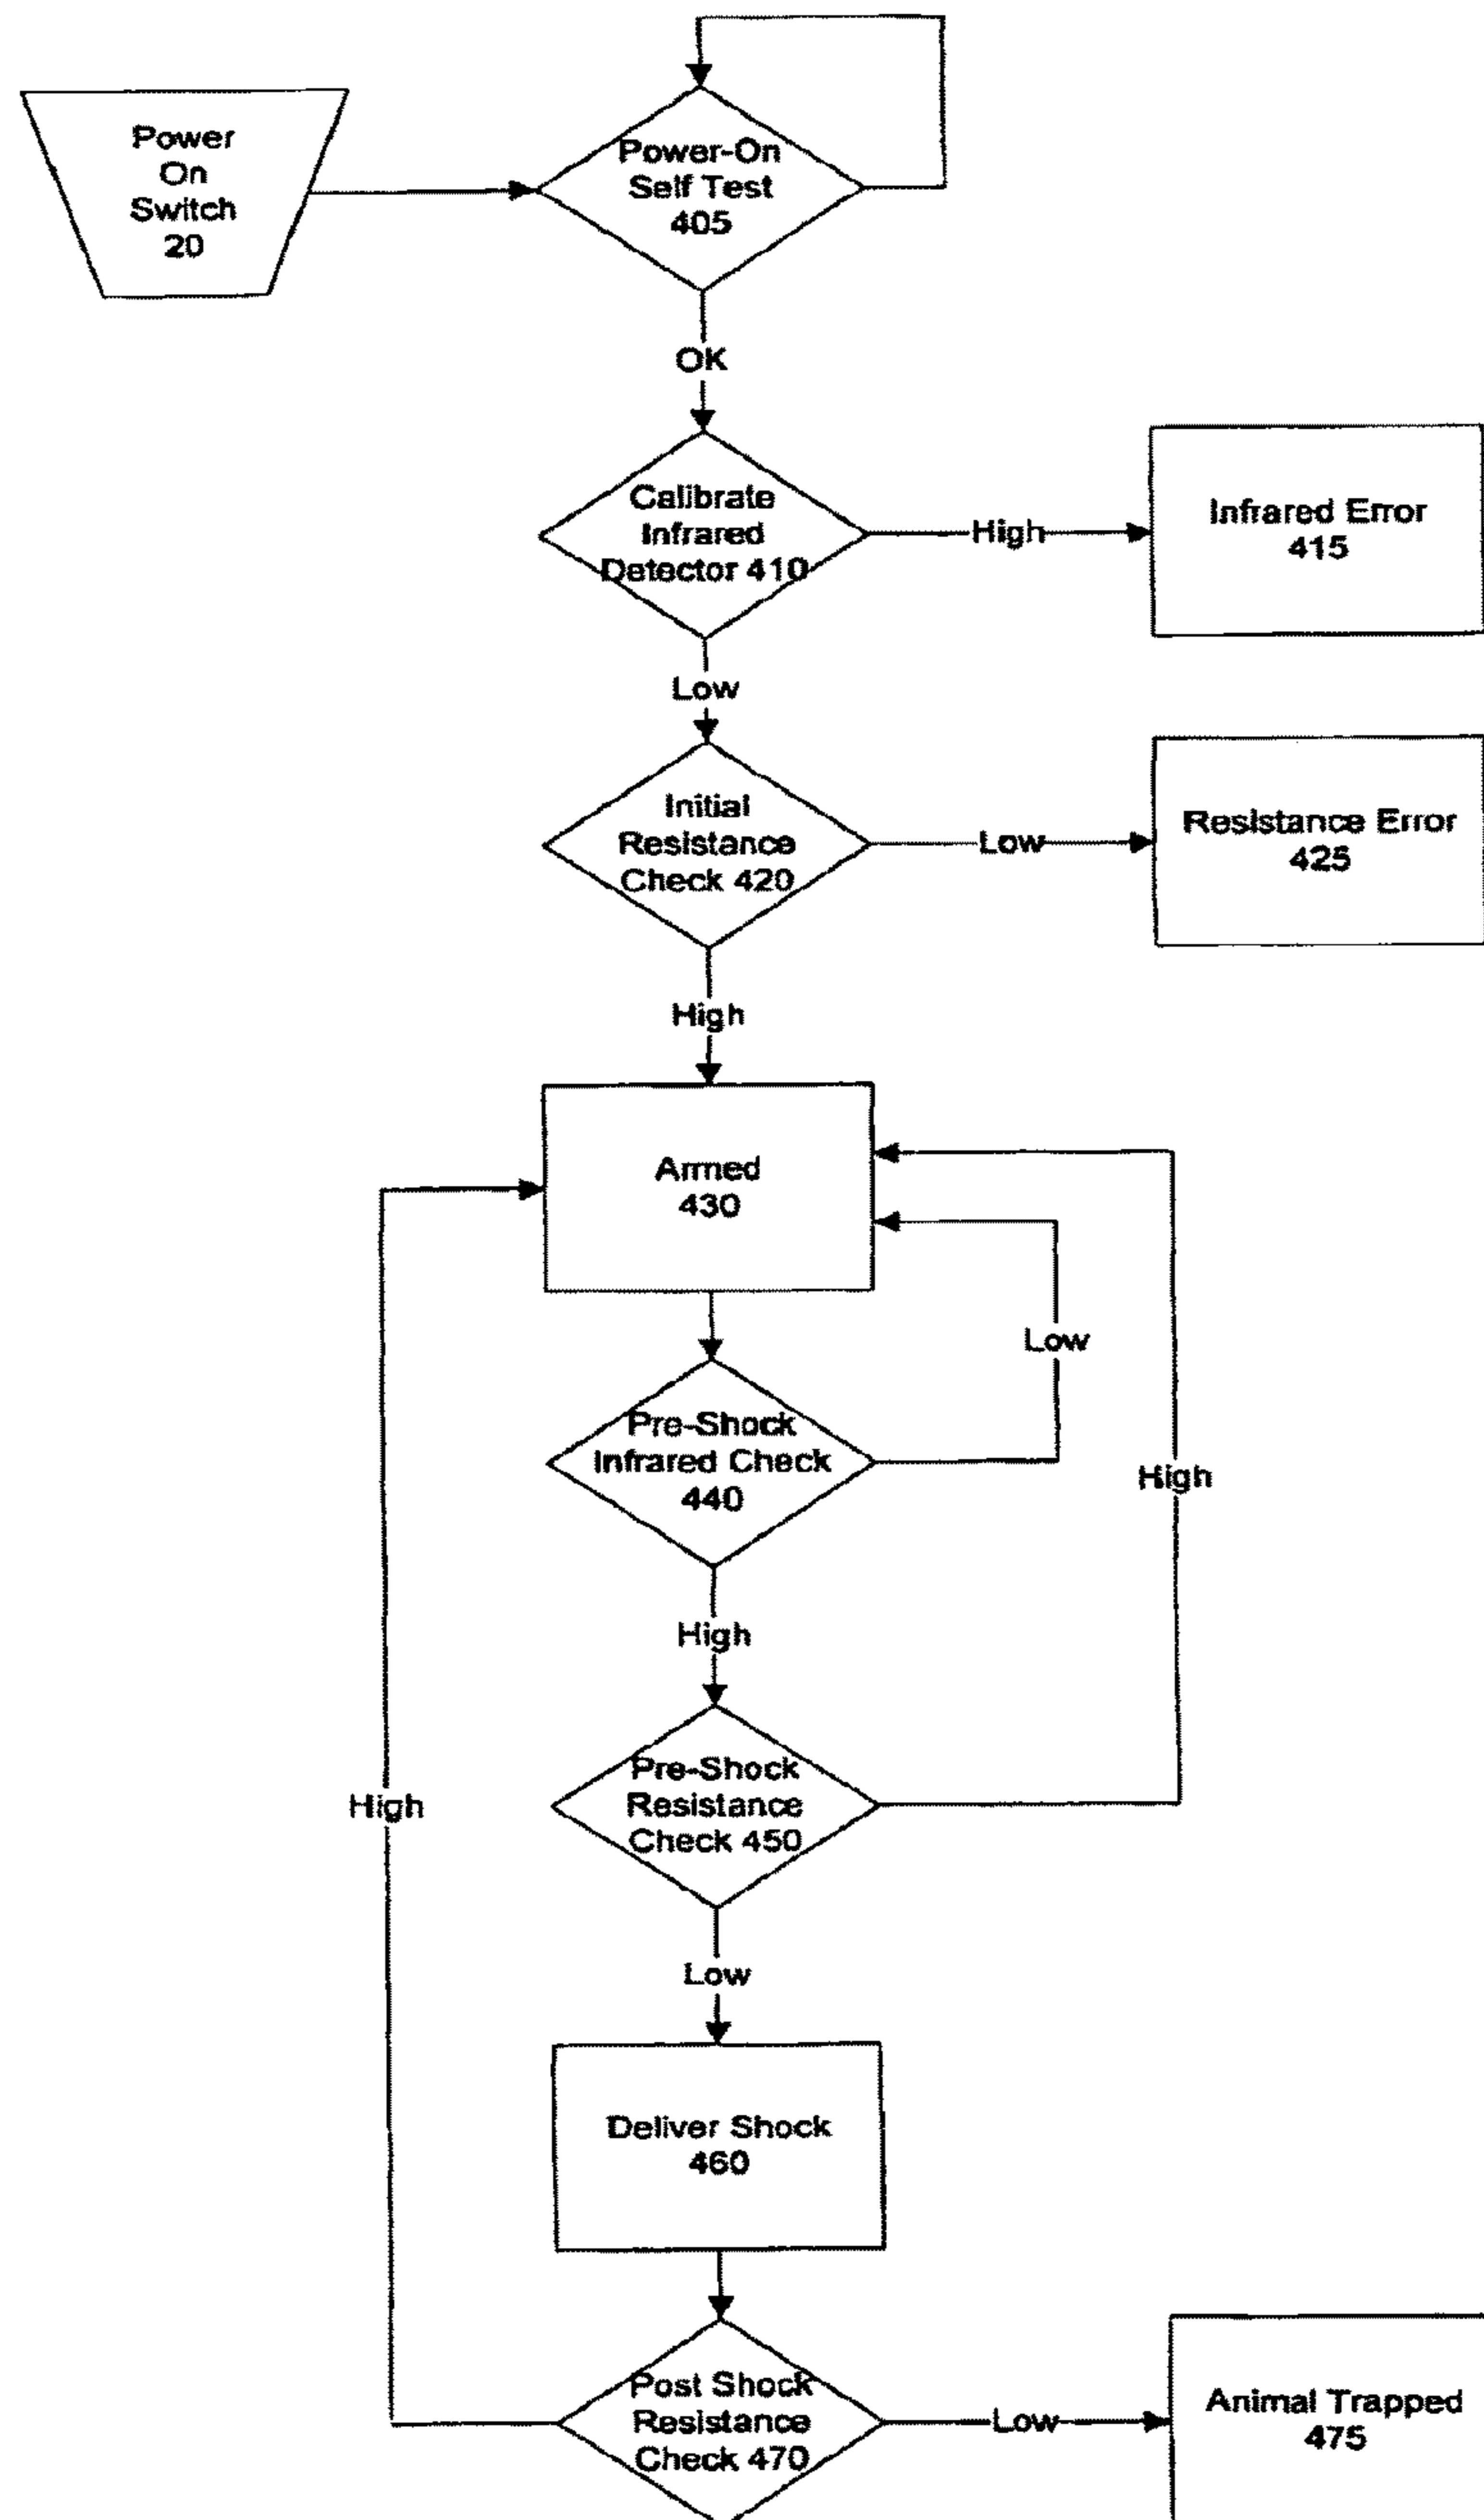 Power
On
Switch
20
Power-On
Self Test
405
OK
Calibrate
Infrared
Detector 410
High
Infrared Error
415
Low
Initial
Resistance
Check 420
Low
Resistance Error
425
High
Armed
430
Low
Pre-Shock
Infrared Check
440
High
High
Pre-Shock
Resistance
Check 450
High
Low
Deliver Shock
460
Post Shock
Resistance
Check 470
Low
Animal Trapped
475